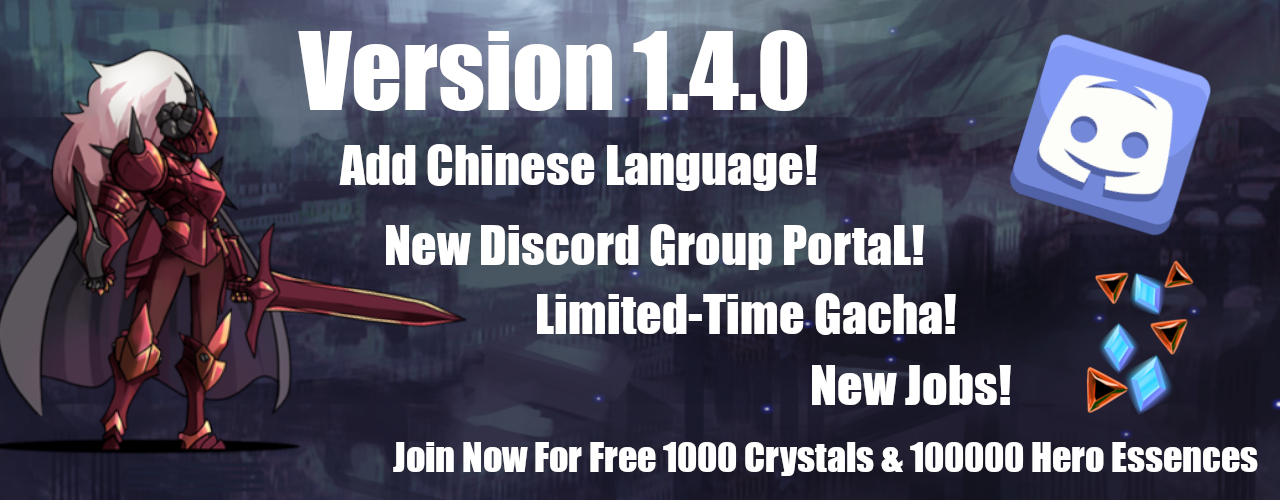 Version 1.4.0
Add Chinese Language!
New Discord Group PortaL!
Limited-Time Gacha!
New Jobs!
Join Now For Free 1000 Crystals & 100000 Hero Essences